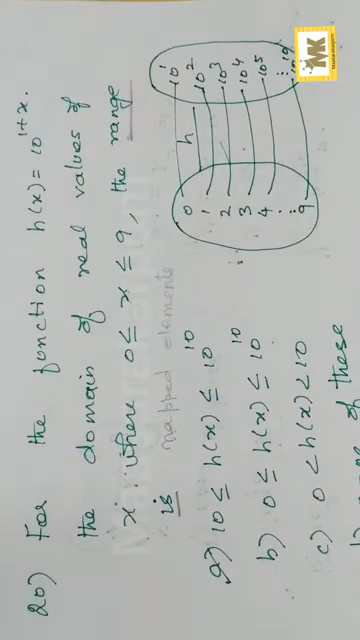 20) For the function h(x) = 10^(1+x).
the domain of real values of
x where 0 ≤ x ≤ 9, the range
is mapped elements
a) 10 ≤ h(x) ≤ 10^10
b) 0 ≤ h(x) ≤ 10^10
c) 0 < h(x) < 10
of these
h
0
1
2
3
4
⋮
9
10^1
10^2
10^3
10^4
10^5
⋮
MK